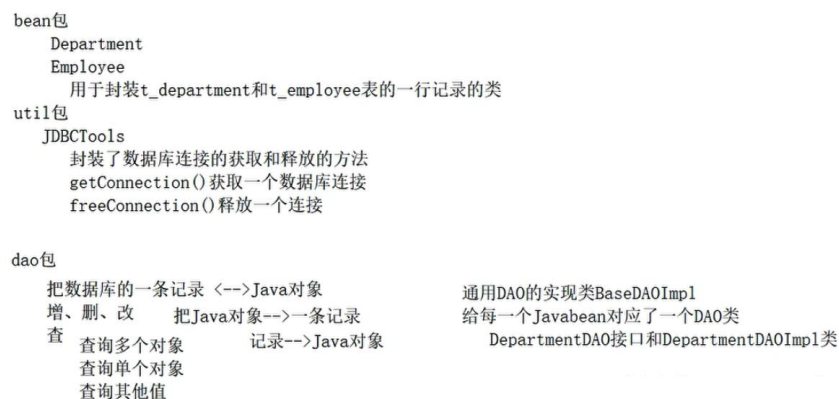 bean包
Department
Employee
用于封装t_department和t_employee表的一行记录的类
util包
JDBCTools
封装了数据库连接的获取和释放的方法
getConnection()获取一个数据库连接
freeConnection()释放一个连接
dao包
把数据库的一条记录 <-->Java对象
增、删、改 把Java对象-->一条记录
查 记录-->Java对象
查询多个对象
查询单个对象
查询其他值
通用DAO的实现类BaseDAOImpl
给每一个Javabean对应了一个DAO类
DepartmentDAO接口和DepartmentDAOImpl类